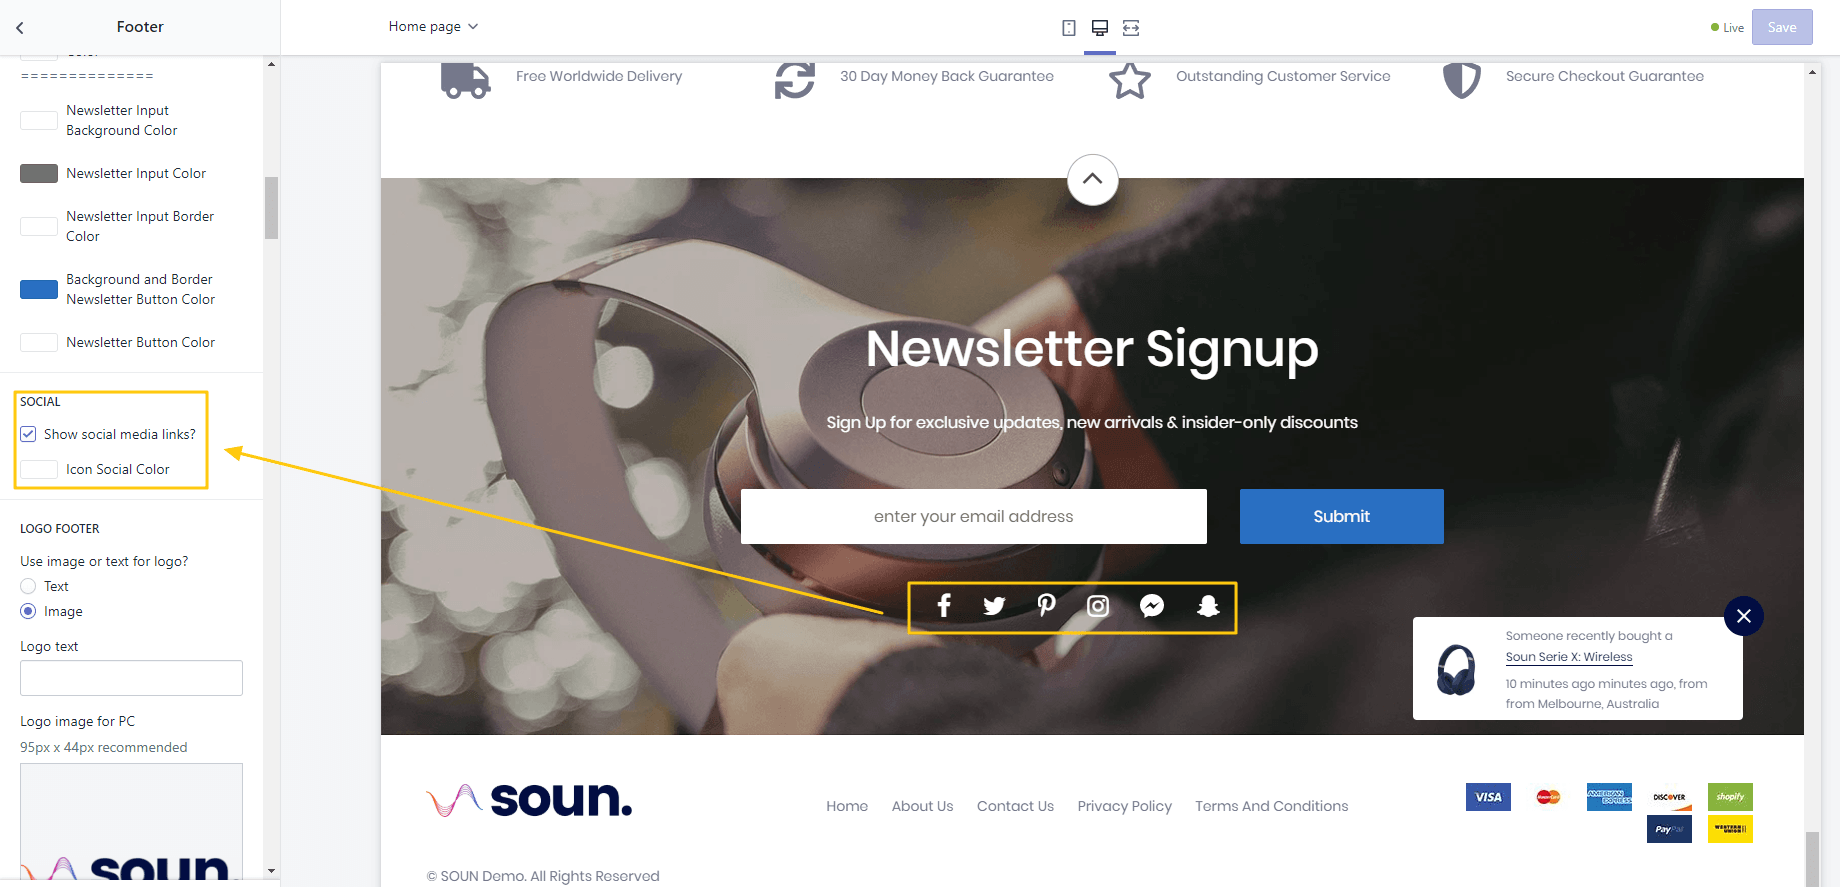 Footer
Home page
Live
Save
==============
Newsletter Input
Background Color
Newsletter Input Color
Newsletter Input Border
Color
Background and Border
Newsletter Button Color
Newsletter Button Color
SOCIAL
Show social media links?
Icon Social Color
LOGO FOOTER
Use image or text for logo?
Text
Image
Logo text
Logo image for PC
95px x 44px recommended
soun.
Free Worldwide Delivery
30 Day Money Back Guarantee
Outstanding Customer Service
Secure Checkout Guarantee
Newsletter Signup
Sign Up for exclusive updates, new arrivals & insider-only discounts
enter your email address
Submit
Someone recently bought a
Soun Serie X: Wireless
10 minutes ago minutes ago, from
from Melbourne, Australia
soun.
Home
About Us
Contact Us
Privacy Policy
Terms And Conditions
VISA
MasterCard
AMERICAN
EXPRESS
DISCOVER
shopify
PayPal
WESTERN
UNION
© SOUN Demo. All Rights Reserved